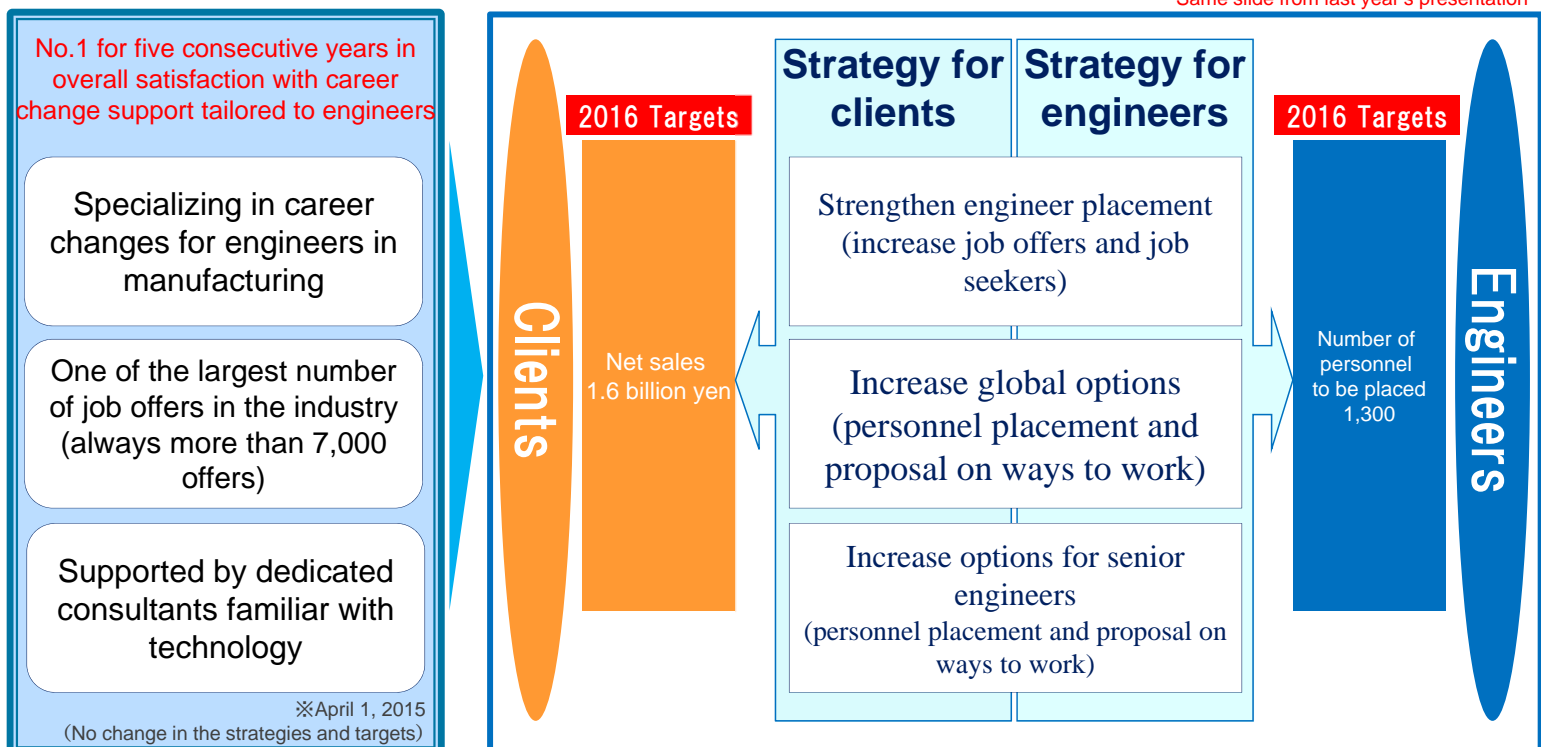 Same slide from last year's presentation
No.1 for five consecutive years in
overall satisfaction with career
change support tailored to engineers
Specializing in career
changes for engineers in
manufacturing
One of the largest number
of job offers in the industry
(always more than 7,000
offers)
Supported by dedicated
consultants familiar with
technology
※April 1, 2015
（No change in the strategies and targets）
Clients
2016 Targets
Net sales
1.6 billion yen
Strategy for
clients
Strategy for
engineers
Strengthen engineer placement
(increase job offers and job
seekers)
Increase global options
(personnel placement and
proposal on ways to work)
Increase options for senior
engineers
(personnel placement and proposal on
ways to work)
2016 Targets
Number of
personnel
to be placed
1,300
Engineers